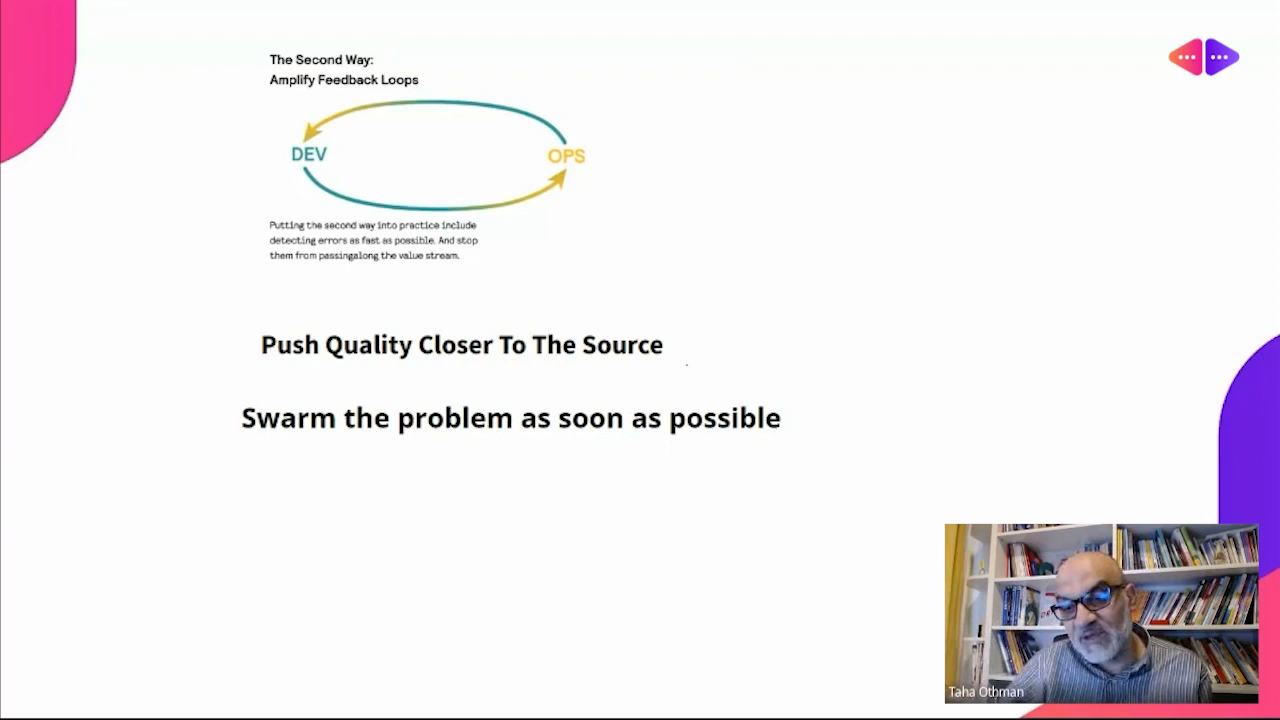 The Second Way:
Amplify Feedback Loops
DEV
OPS
Putting the second way into practice include
detecting errors as fast as possible. And stop
them from passingalong the value stream.
Push Quality Closer To The Source
Swarm the problem as soon as possible
Taha Othman